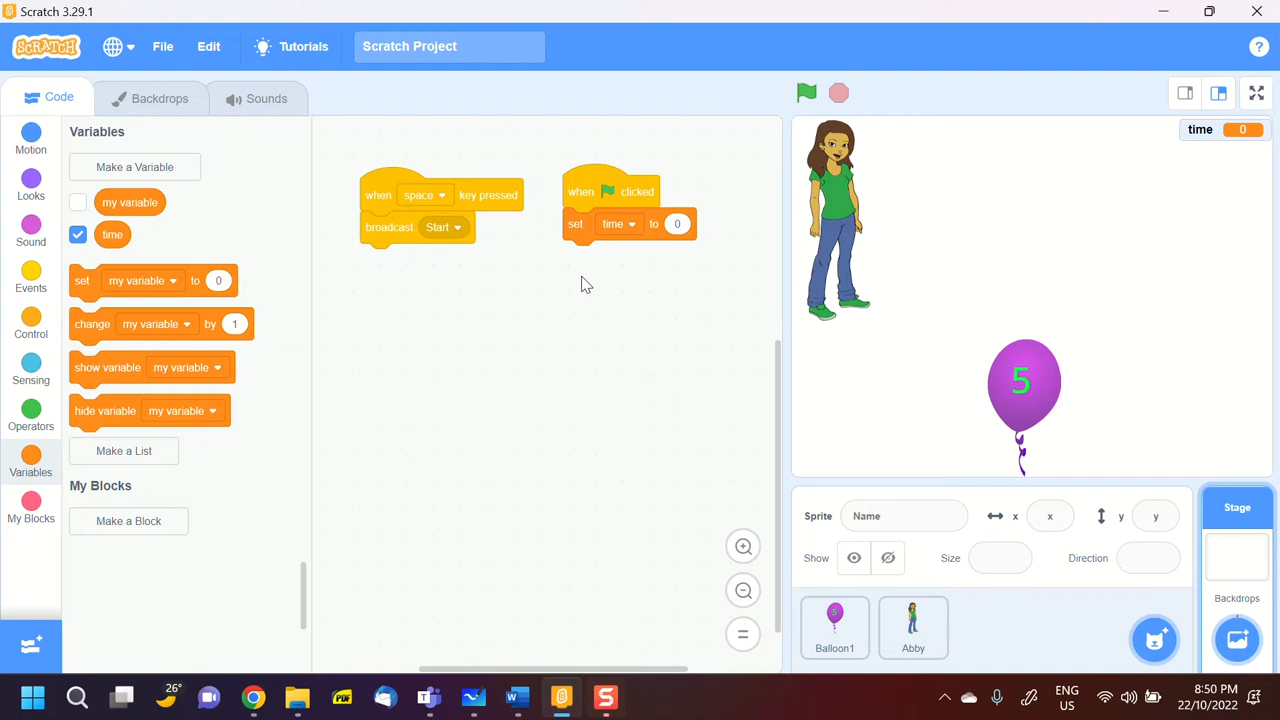 Scratch 3.29.1
SCRATCH File Edit Tutorials Scratch Project ?
Code Backdrops Sounds
Motion
Looks
Sound
Events
Control
Sensing
Operators
Variables
My Blocks
Variables
Make a Variable
my variable
time
set my variable to 0
change my variable by 1
show variable my variable
hide variable my variable
Make a List
My Blocks
Make a Block
when space key pressed
broadcast Start
when clicked
set time to 0
time 0
5
Sprite Name x x y y
Show Size Direction
5
Balloon1
Abby
Stage
Backdrops
26°
PDF
ENG
US
8:50 PM
22/10/2022